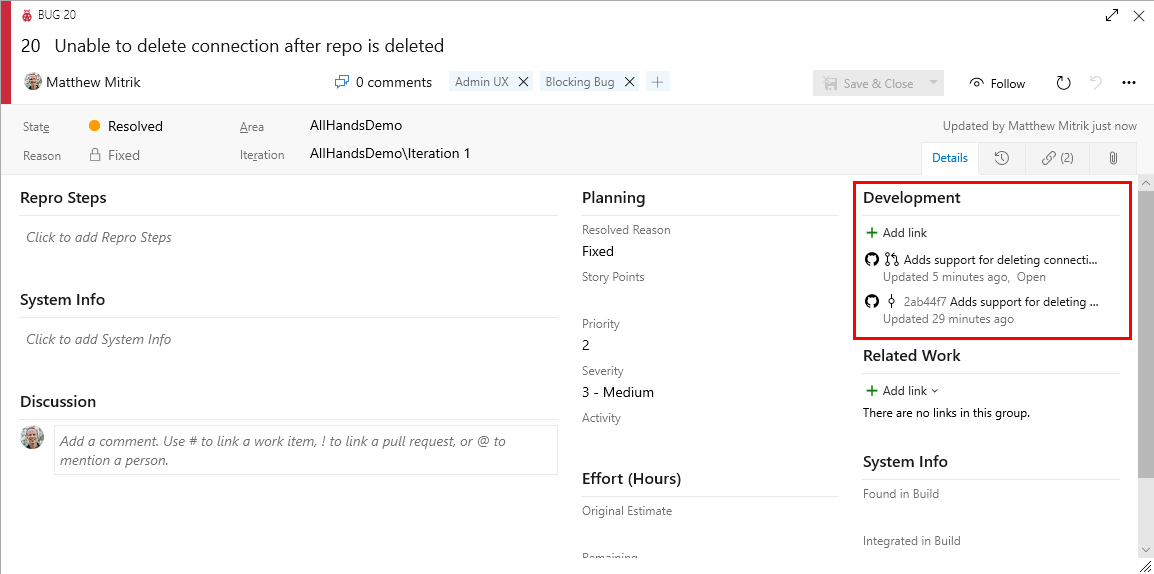 BUG 20
20 Unable to delete connection after repo is deleted
Matthew Mitrik
0 comments
Admin UX
Blocking Bug
Save & Close
Follow
State
Resolved
Area
AllHandsDemo
Updated by Matthew Mitrik just now
Reason
Fixed
Iteration
AllHandsDemo\Iteration 1
Details
(2)
Repro Steps
Click to add Repro Steps
System Info
Click to add System Info
Discussion
Add a comment. Use # to link a work item, ! to link a pull request, or @ to
mention a person.
Planning
Resolved Reason
Fixed
Story Points
Priority
2
Severity
3 - Medium
Activity
Effort (Hours)
Original Estimate
Remaining
Development
Add link
Adds support for deleting connecti...
Updated 5 minutes ago, Open
2ab44f7 Adds support for deleting ...
Updated 29 minutes ago
Related Work
Add link
There are no links in this group.
System Info
Found in Build
Integrated in Build